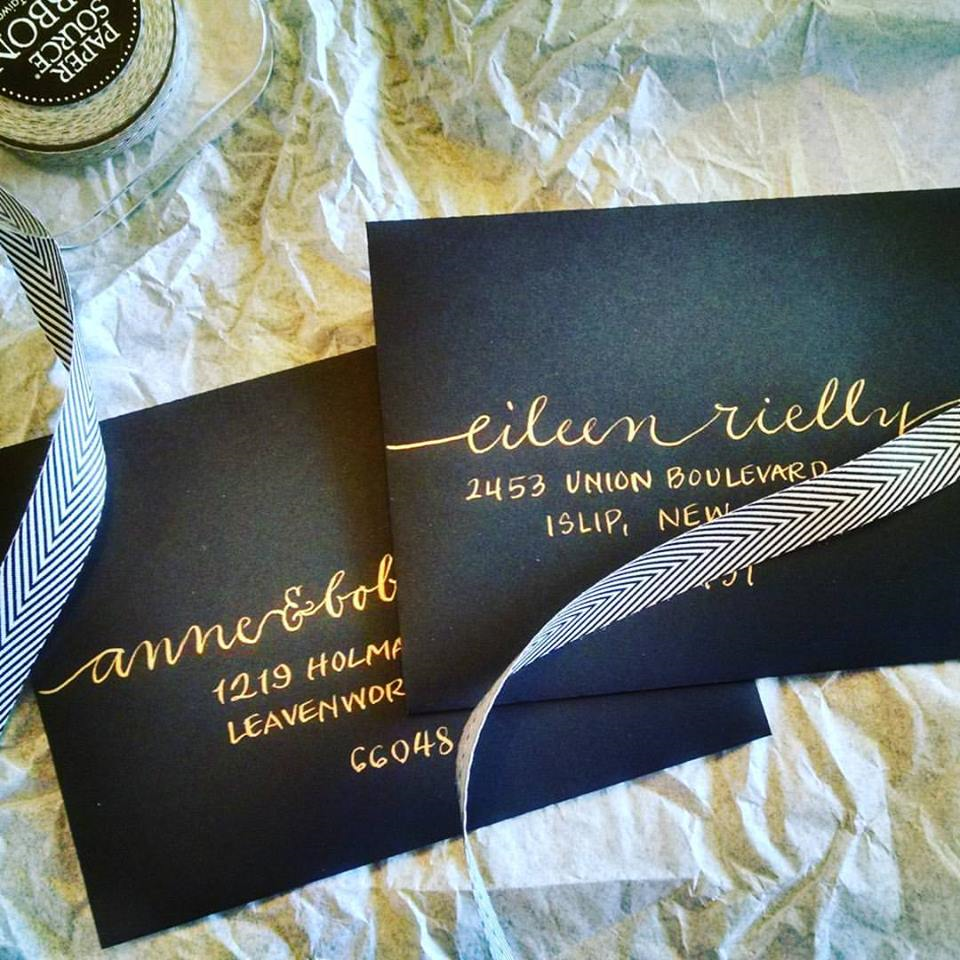 PAPER
SOURCE
eileen rielly
2453 UNION BOULEVARD
ISLIP, NEW
anne & bob
1219 HOLMA
LEAVENWOR
66048